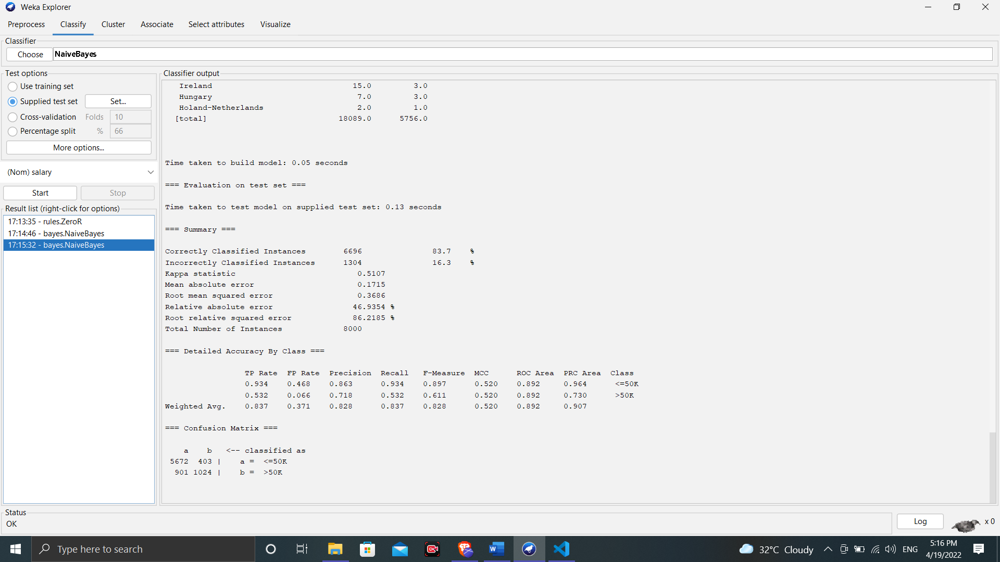 Weka Explorer
Preprocess Classify Cluster Associate Select attributes Visualize
Classifier
Choose NaiveBayes
Test options
Use training set
Supplied test set Set...
Cross-validation Folds 10
Percentage split % 66
More options...
(Nom) salary
Start Stop
Result list (right-click for options)
17:13:35 - rules.ZeroR
17:14:46 - bayes.NaiveBayes
17:15:32 - bayes.NaiveBayes
Classifier output
Ireland 15.0 3.0
Hungary 7.0 3.0
Holand-Netherlands 2.0 1.0
[total] 18089.0 5756.0
Time taken to build model: 0.05 seconds
=== Evaluation on test set ===
Time taken to test model on supplied test set: 0.13 seconds
=== Summary ===
Correctly Classified Instances 6696 83.7 %
Incorrectly Classified Instances 1304 16.3 %
Kappa statistic 0.5107
Mean absolute error 0.1715
Root mean squared error 0.3686
Relative absolute error 46.9354 %
Root relative squared error 86.2185 %
Total Number of Instances 8000
=== Detailed Accuracy By Class ===
TP Rate FP Rate Precision Recall F-Measure MCC ROC Area PRC Area Class
0.934 0.468 0.863 0.934 0.897 0.520 0.892 0.964 <=50K
0.532 0.066 0.718 0.532 0.611 0.520 0.892 0.730 >50K
Weighted Avg. 0.837 0.371 0.828 0.837 0.828 0.520 0.892 0.907
=== Confusion Matrix ===
a b <-- classified as
5672 403 | a = <=50K
901 1024 | b = >50K
Status
OK
Log
x 0
Type here to search
32°C Cloudy
ENG
5:16 PM
4/19/2022